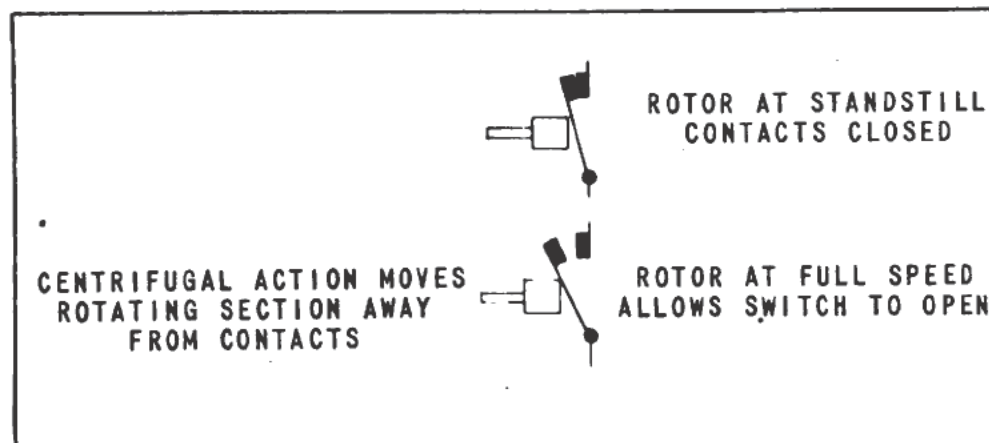 ROTOR AT STANDSTILL
CONTACTS CLOSED
CENTRIFUGAL ACTION MOVES
ROTATING SECTION AWAY
FROM CONTACTS
ROTOR AT FULL SPEED
ALLOWS SWITCH TO OPEN